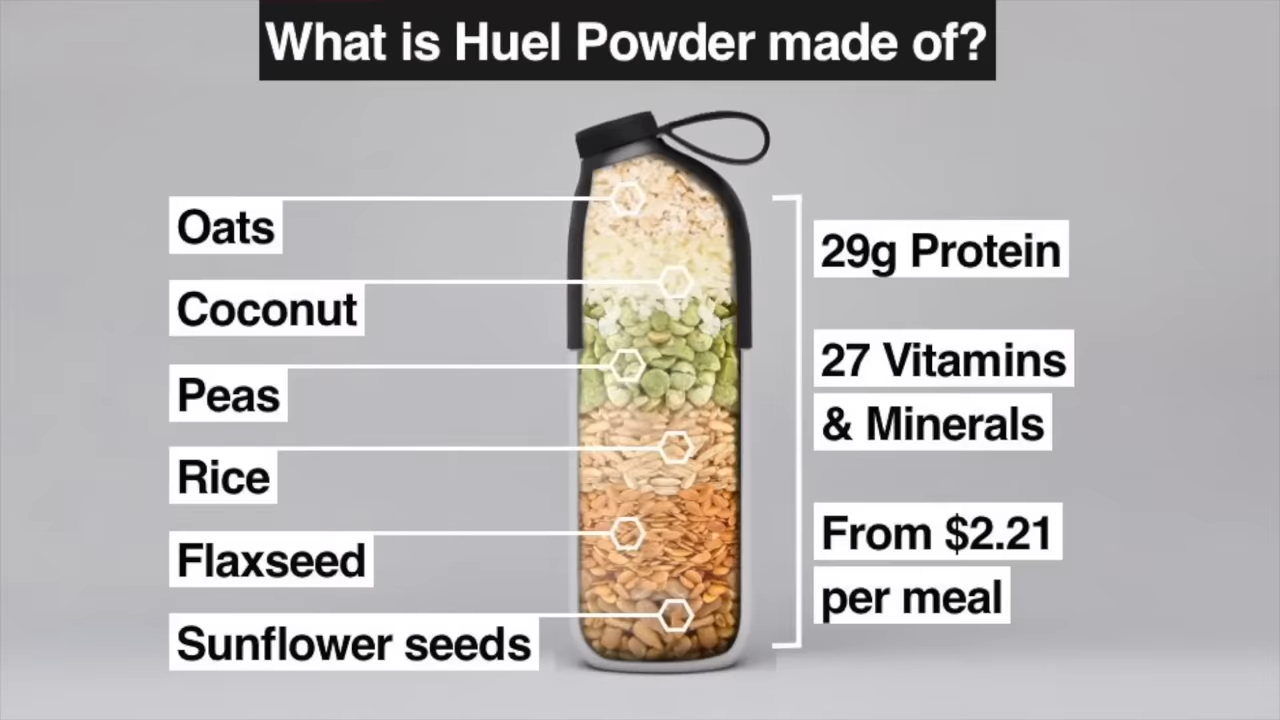 What is Huel Powder made of?
Oats
Coconut
Peas
Rice
Flaxseed
Sunflower seeds
29g Protein
27 Vitamins
& Minerals
From $2.21
per meal